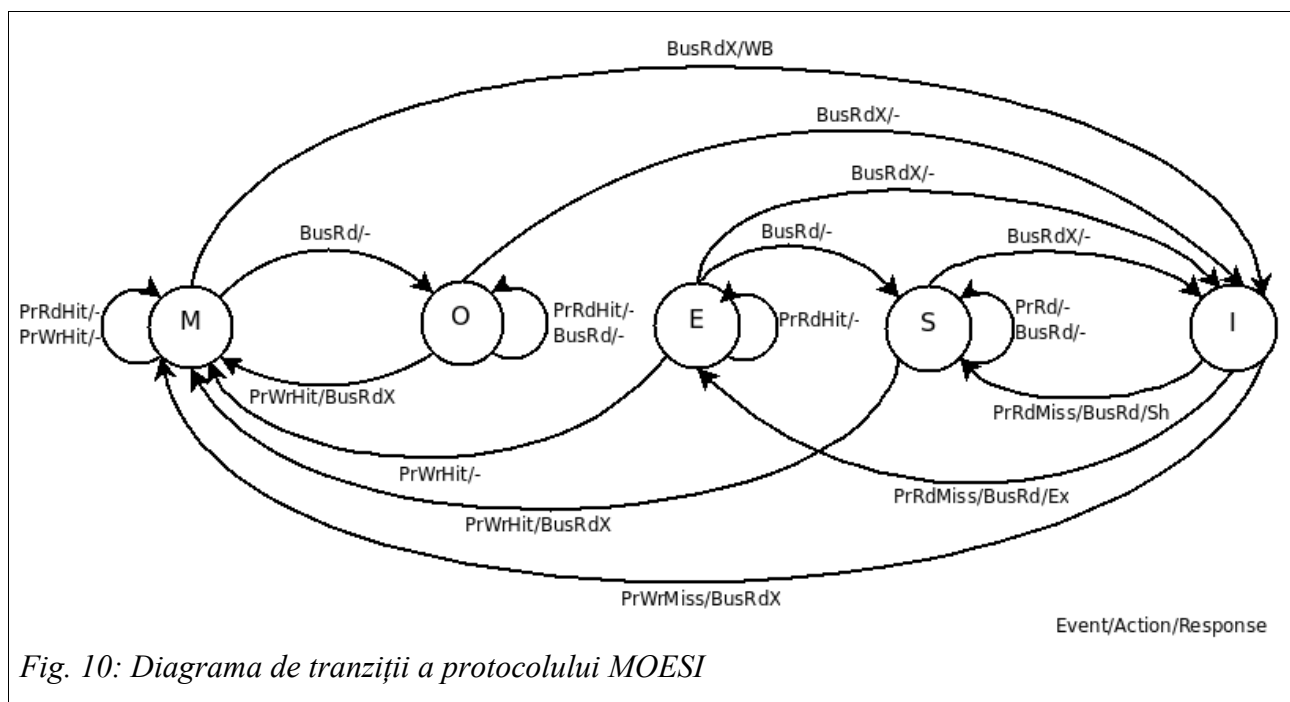 BusRdX/WB
BusRdX/-
BusRdX/-
BusRd/-
BusRd/-
BusRdX/-
PrRdHit/-
PrWrHit/-
M
O
PrRdHit/-
BusRd/-
E
PrRdHit/-
S
PrRd/-
BusRd/-
I
PrWrHit/BusRdX
PrRdMiss/BusRd/Sh
PrWrHit/-
PrRdMiss/BusRd/Ex
PrWrHit/BusRdX
PrWrMiss/BusRdX
Event/Action/Response
Fig. 10: Diagrama de tranziții a protocolului MOESI